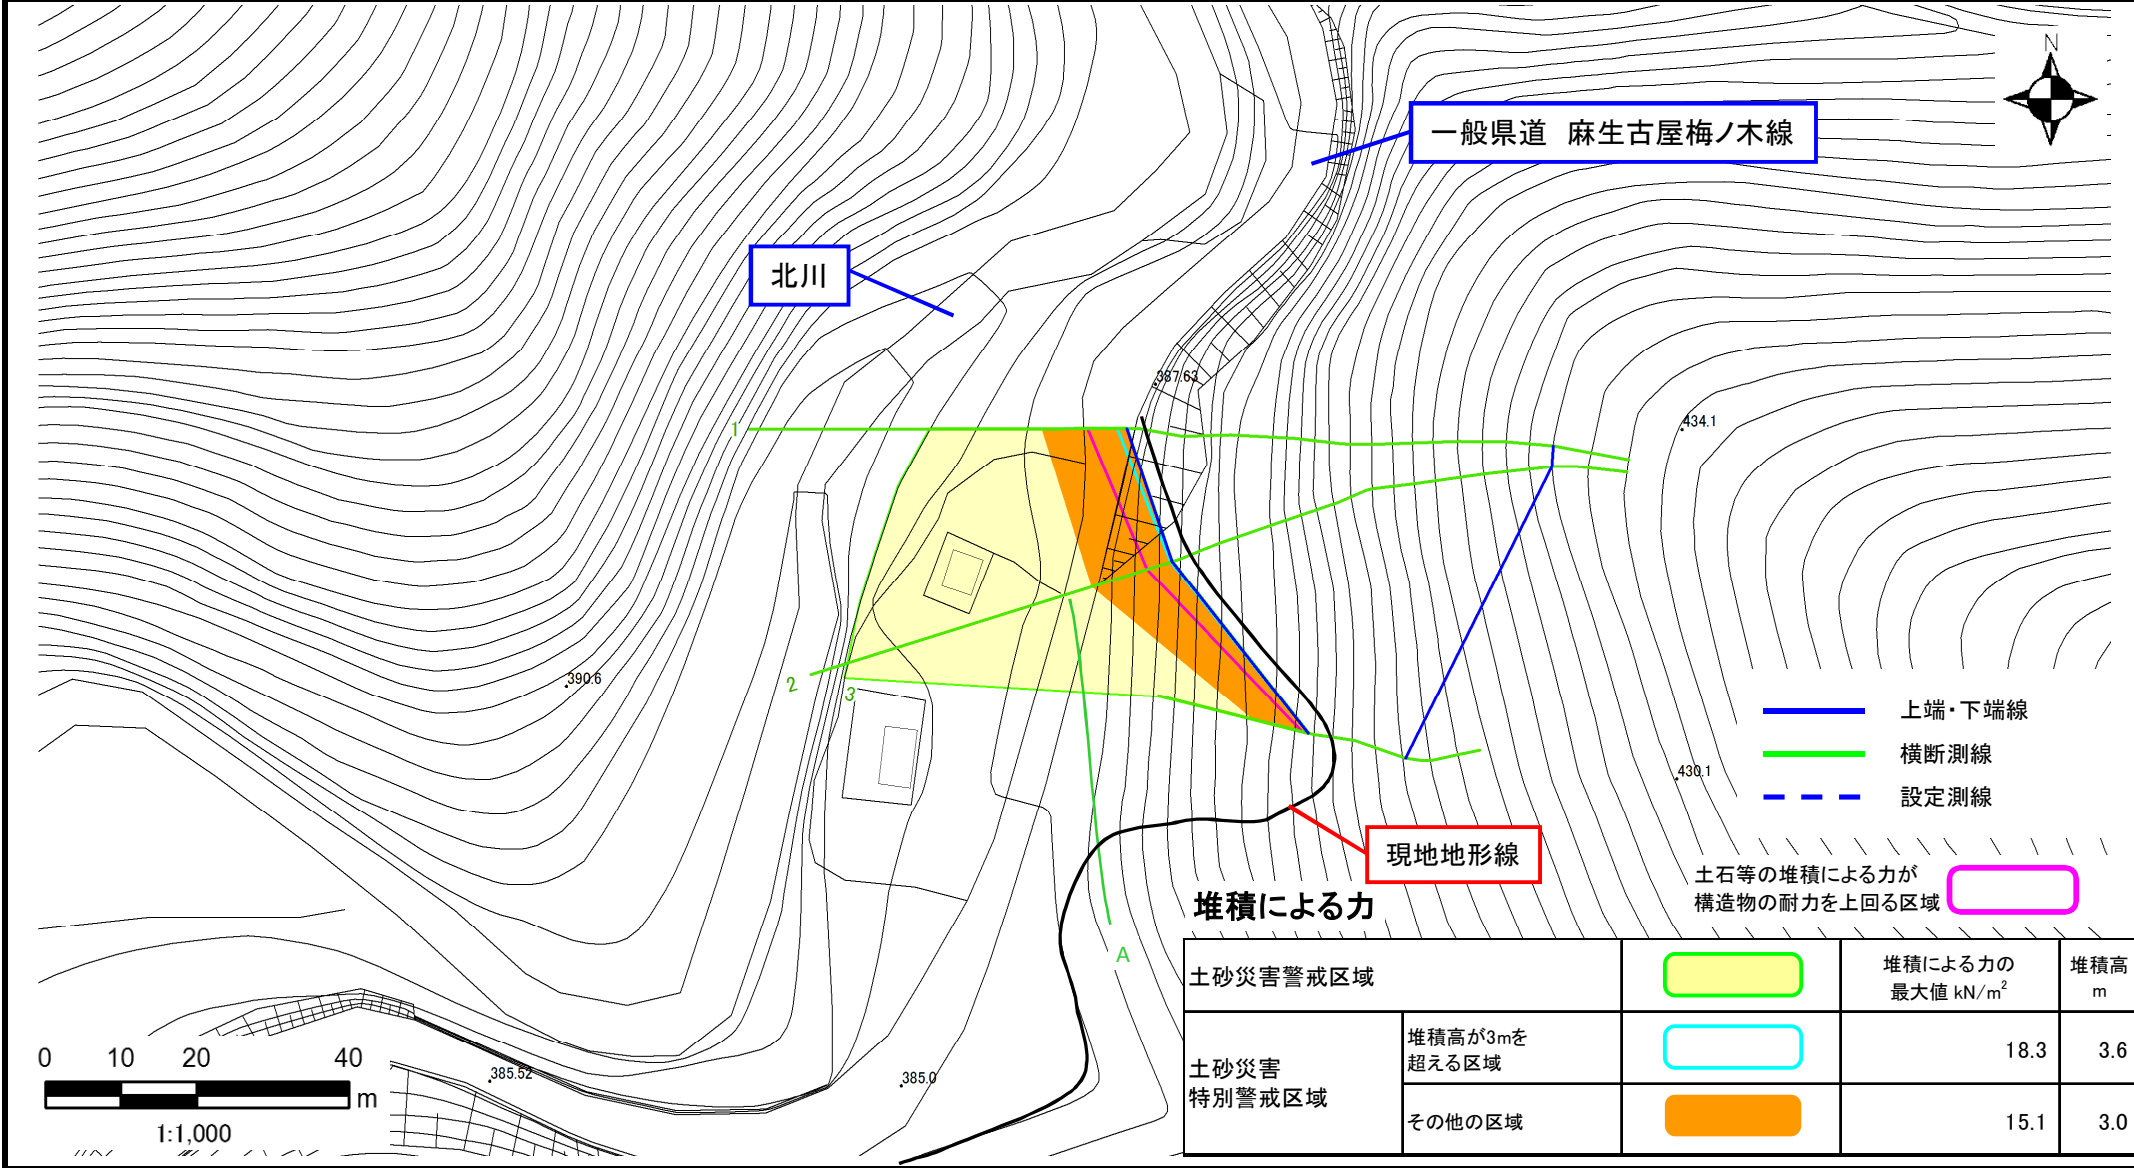 N
一般県道　麻生古屋梅ノ木線
北川
387.63
434.1
1
390.6
2
3
上端・下端線
横断測線
430.1
設定測線
現地地形線
土石等の堆積による力が
構造物の耐力を上回る区域
堆積による力
A
土砂災害警戒区域
堆積による力の
最大値 kN/m²
堆積高
m
土砂災害
特別警戒区域
堆積高が3mを
超える区域
18.3
3.6
その他の区域
15.1
3.0
0 10 20 40
m
1:1,000
385.52
385.0